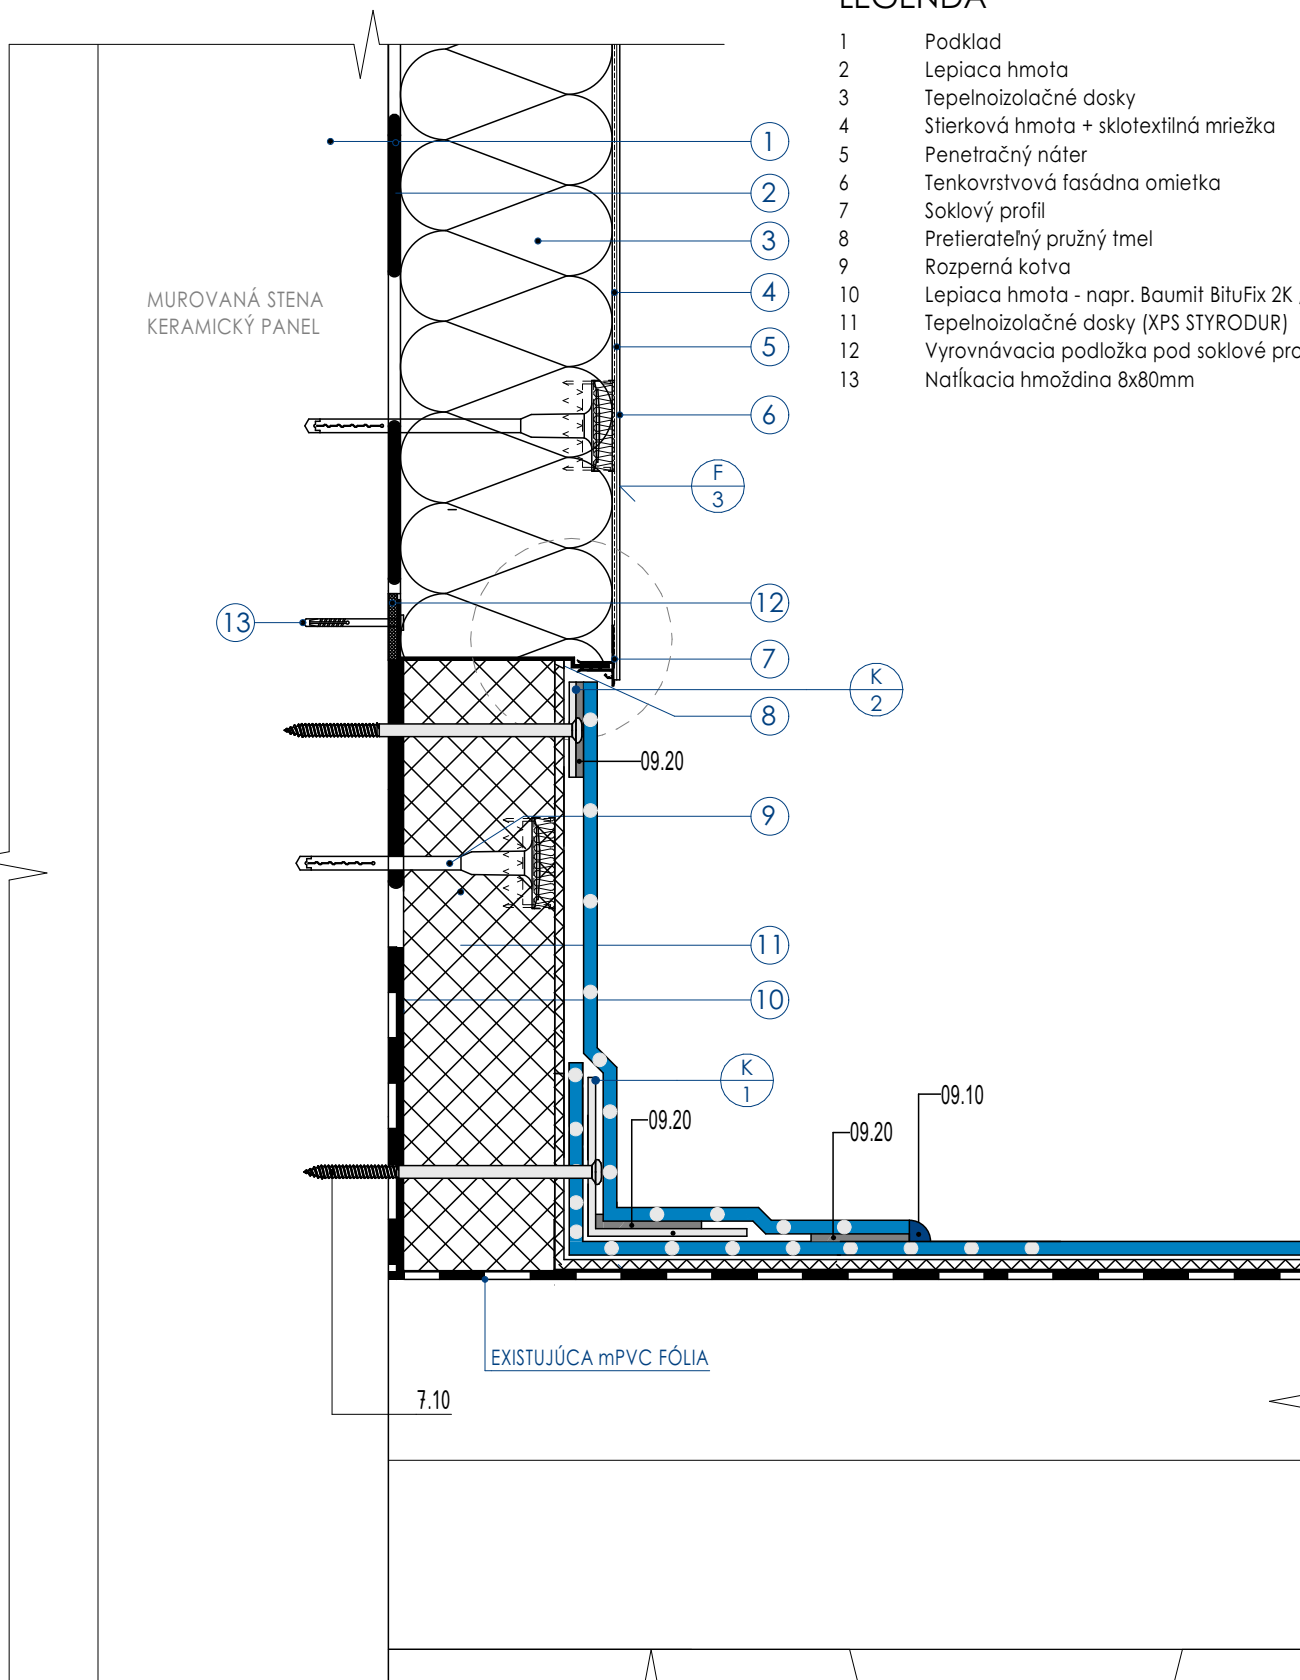 LEGENDA
1 Podklad
2 Lepiaca hmota
3 Tepelnoizolačné dosky
4 Stierková hmota + sklotextilná mriežka
5 Penetračný náter
6 Tenkovrstvová fasádna omietka
7 Soklový profil
8 Pretierateľný pružný tmel
9 Rozperná kotva
10 Lepiaca hmota - napr. Baumit BituFix 2K
11 Tepelnoizolačné dosky (XPS STYRODUR)
12 Vyrovnávacia podložka pod soklové
13 Natĺkacia hmoždina 8x80mm
1
2
3
MUROVANÁ STENA
KERAMICKÝ PANEL
4
5
6
F
3
12
13
7
K
2
8
09.20
9
11
10
K
1
09.10
09.20
09.20
EXISTUJÚCA mPVC FÓLIA
7.10